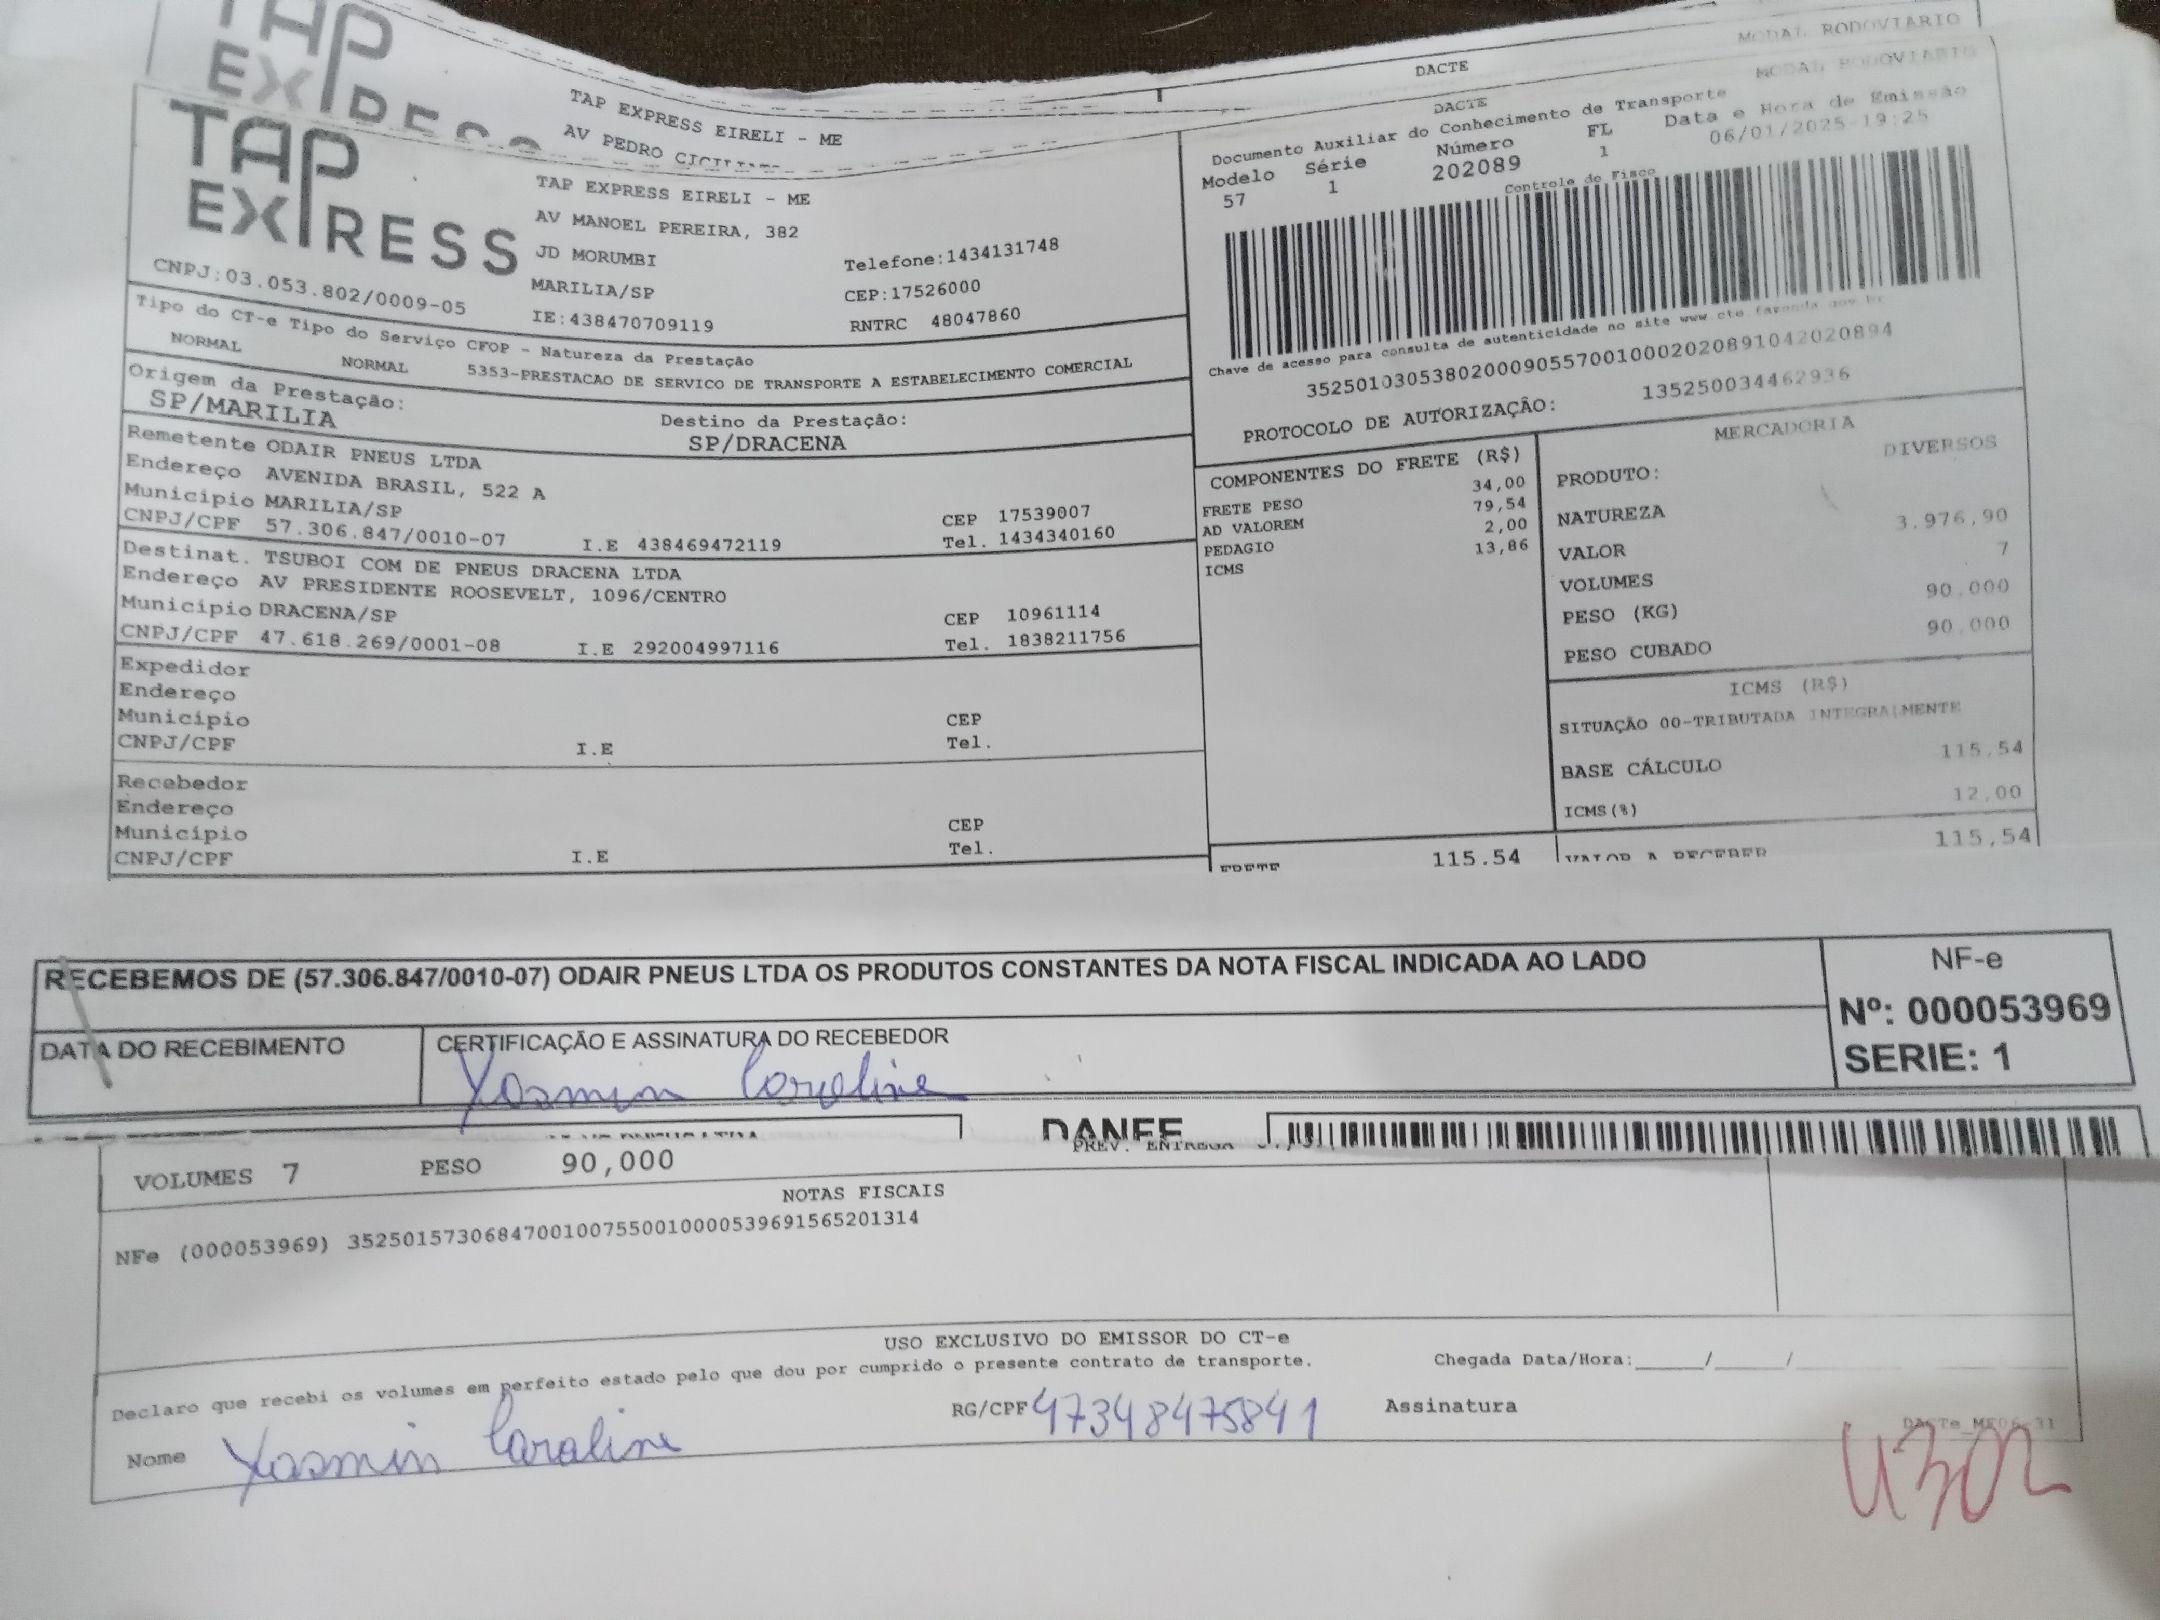 TAP
EXPRESS
TAP EXPRESS EIRELI - ME
AV PEDRO
DACTE
MODAL RODOVIARIO
TAP
EXPRESS
CNPJ:03.053.802/0009-05
TAP EXPRESS EIRELI - ME
AV MANOEL PEREIRA, 382
JD MORUMBI
MARILIA/SP
IE:438470709119
Telefone:1434131748
CEP:17526000
RNTRC 48047860
DACTE
MODAL RODOVIARIO
Documento Auxiliar do Conhecimento de Transporte
Modelo Série Número FL Data e Hora de Emissão
57 1 202089 1 06/01/2025-19:25
Controle do Fisco
Chave de acesso para consulta de autenticidade no site www.cte.fazenda.gov.br
35250103053802000905570010002020891042020894
PROTOCOLO DE AUTORIZAÇÃO: 135250034462936
Tipo do CT-e Tipo do Serviço CFOP - Natureza da Prestação
NORMAL NORMAL 5353-PRESTACAO DE SERVICO DE TRANSPORTE A ESTABELECIMENTO COMERCIAL
Origem da Prestação: Destino da Prestação:
SP/MARILIA SP/DRACENA
Remetente ODAIR PNEUS LTDA
Endereço AVENIDA BRASIL, 522 A
Município MARILIA/SP CEP 17539007
CNPJ/CPF 57.306.847/0010-07 I.E 438469472119 Tel. 1434340160
Destinat. TSUBOI COM DE PNEUS DRACENA LTDA
Endereço AV PRESIDENTE ROOSEVELT, 1096/CENTRO
Município DRACENA/SP CEP 10961114
CNPJ/CPF 47.618.269/0001-08 I.E 292004997116 Tel. 1838211756
Expedidor
Endereço
Município CEP
CNPJ/CPF I.E Tel.
Recebedor
Endereço
Município CEP
CNPJ/CPF I.E Tel.
COMPONENTES DO FRETE (R$)
FRETE PESO 34,00
AD VALOREM 79,54
PEDAGIO 2,00
ICMS 13,86
FRETE 115.54
MERCADORIA
PRODUTO: DIVERSOS
NATUREZA
VALOR 3.976,90
VOLUMES 7
PESO (KG) 90.000
PESO CUBADO 90,000
ICMS (R$)
SITUAÇÃO 00-TRIBUTADA INTEGRALMENTE
BASE CÁLCULO 115,54
ICMS(%) 12,00
VALOR A RECEBER 115,54
RECEBEMOS DE (57.306.847/0010-07) ODAIR PNEUS LTDA OS PRODUTOS CONSTANTES DA NOTA FISCAL INDICADA AO LADO
DATA DO RECEBIMENTO
CERTIFICAÇÃO E ASSINATURA DO RECEBEDOR
Yasmin Caroline
NF-e
Nº: 000053969
SERIE: 1
DANFE
PREV. ENTREGA
VOLUMES 7 PESO 90,000
NOTAS FISCAIS
NFe (000053969) 35250157306847001007550010000539691565201314
USO EXCLUSIVO DO EMISSOR DO CT-e
Declaro que recebi os volumes em perfeito estado pelo que dou por cumprido o presente contrato de transporte.
Chegada Data/Hora:_____/_____/
Nome Yasmin Caroline
RG/CPF 47348475841
Assinatura